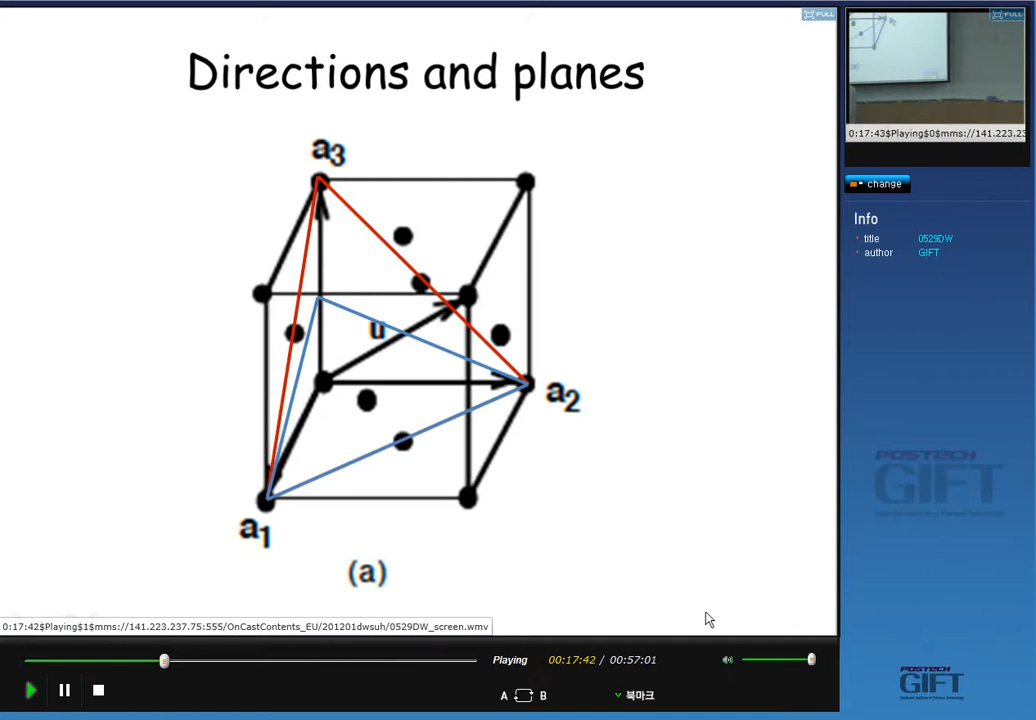 FULL
FULL
Directions and planes
a3
u
a2
a1
(a)
0:17:43$Playing$0$mms://141.223.23
change
Info
title 0529DW
author GIFT
POSTECH
GIFT
0:17:42$Playing$1$mms://141.223.237.75:555/OnCastContents_EU/201201dwsuh/0529DW_screen.wmv
Playing 00:17:42 / 00:57:01
A B 북마크
POSTECH
GIFT